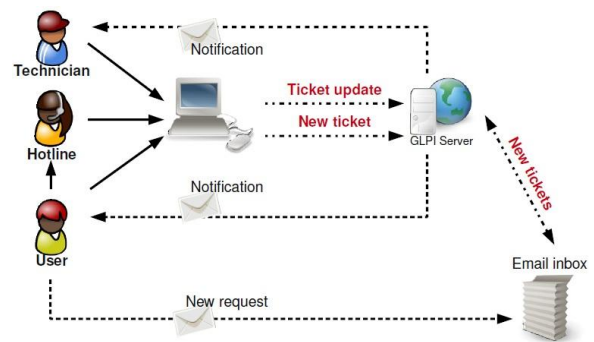 Notification
Technician
Ticket update
New ticket
GLPI Server
Hotline
New tickets
Notification
User
Email inbox
New request